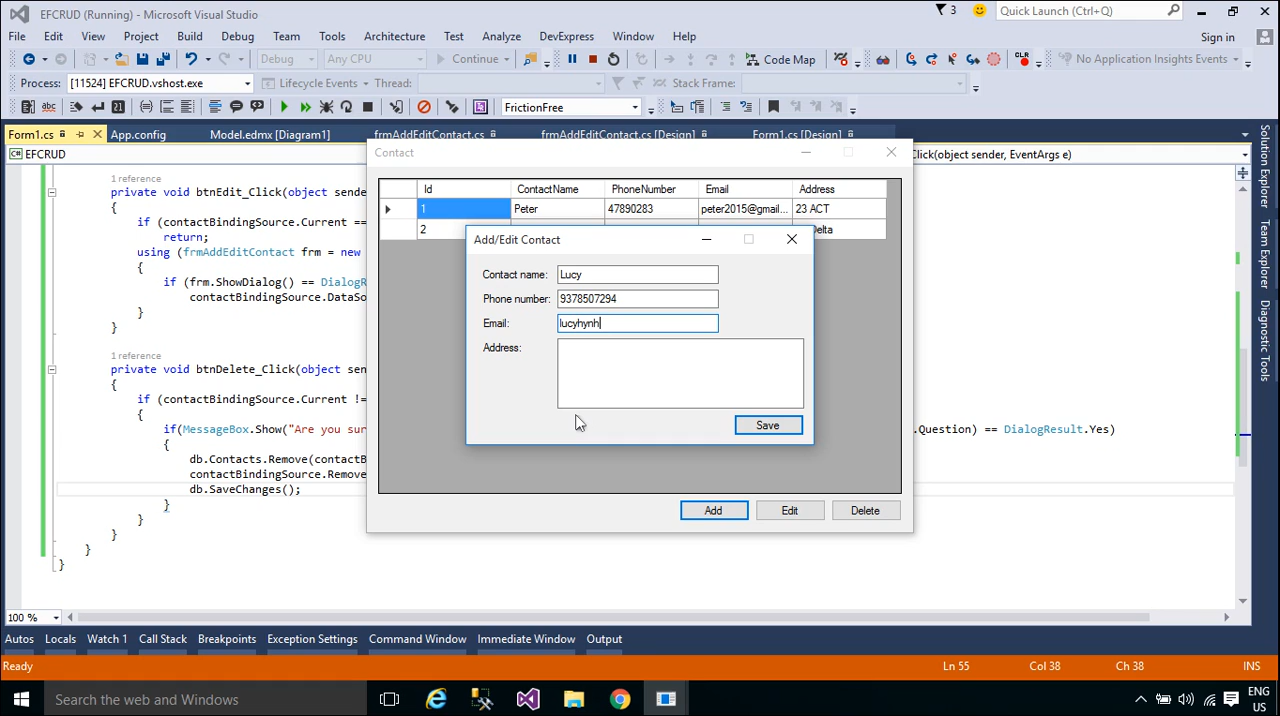 EFCRUD (Running) - Microsoft Visual Studio
3
Quick Launch (Ctrl+Q)
File Edit View Project Build Debug Team Tools Architecture Test Analyze DevExpress Window Help
Sign in
Debug Any CPU Continue Code Map CLR No Application Insights Events
Process: [11524] EFCRUD.vshost.exe Lifecycle Events Thread: Stack Frame:
abc 21 FrictionFree
Form1.cs App.config Model.edmx [Diagram1] frmAddEditContact.cs frmAddEditContact.cs [Design] Form1.cs [Design]
C# EFCRUD
Click(object sender, EventArgs e)
Solution Explorer
Team Explorer
Diagnostic Tools
1 reference
private void btnEdit_Click(object sende
{
if (contactBindingSource.Current ==
return;
using (frmAddEditContact frm = new
{
if (frm.ShowDialog() == DialogR
contactBindingSource.DataSo
}
}
1 reference
private void btnDelete_Click(object sen
{
if (contactBindingSource.Current !=
{
if(MessageBox.Show("Are you sur
.Question) == DialogResult.Yes)
{
db.Contacts.Remove(contactB
contactBindingSource.Remove
db.SaveChanges();
}
}
}
}
}
Contact
Id ContactName PhoneNumber Email Address
1 Peter 47890283 peter2015@gmail... 23 ACT
2 Delta
Add/Edit Contact
Contact name: Lucy
Phone number: 9378507294
Email: lucyhynh
Address:
Save
Add Edit Delete
100 %
Autos Locals Watch 1 Call Stack Breakpoints Exception Settings Command Window Immediate Window Output
Ready Ln 55 Col 38 Ch 38 INS
Search the web and Windows
ENG
US